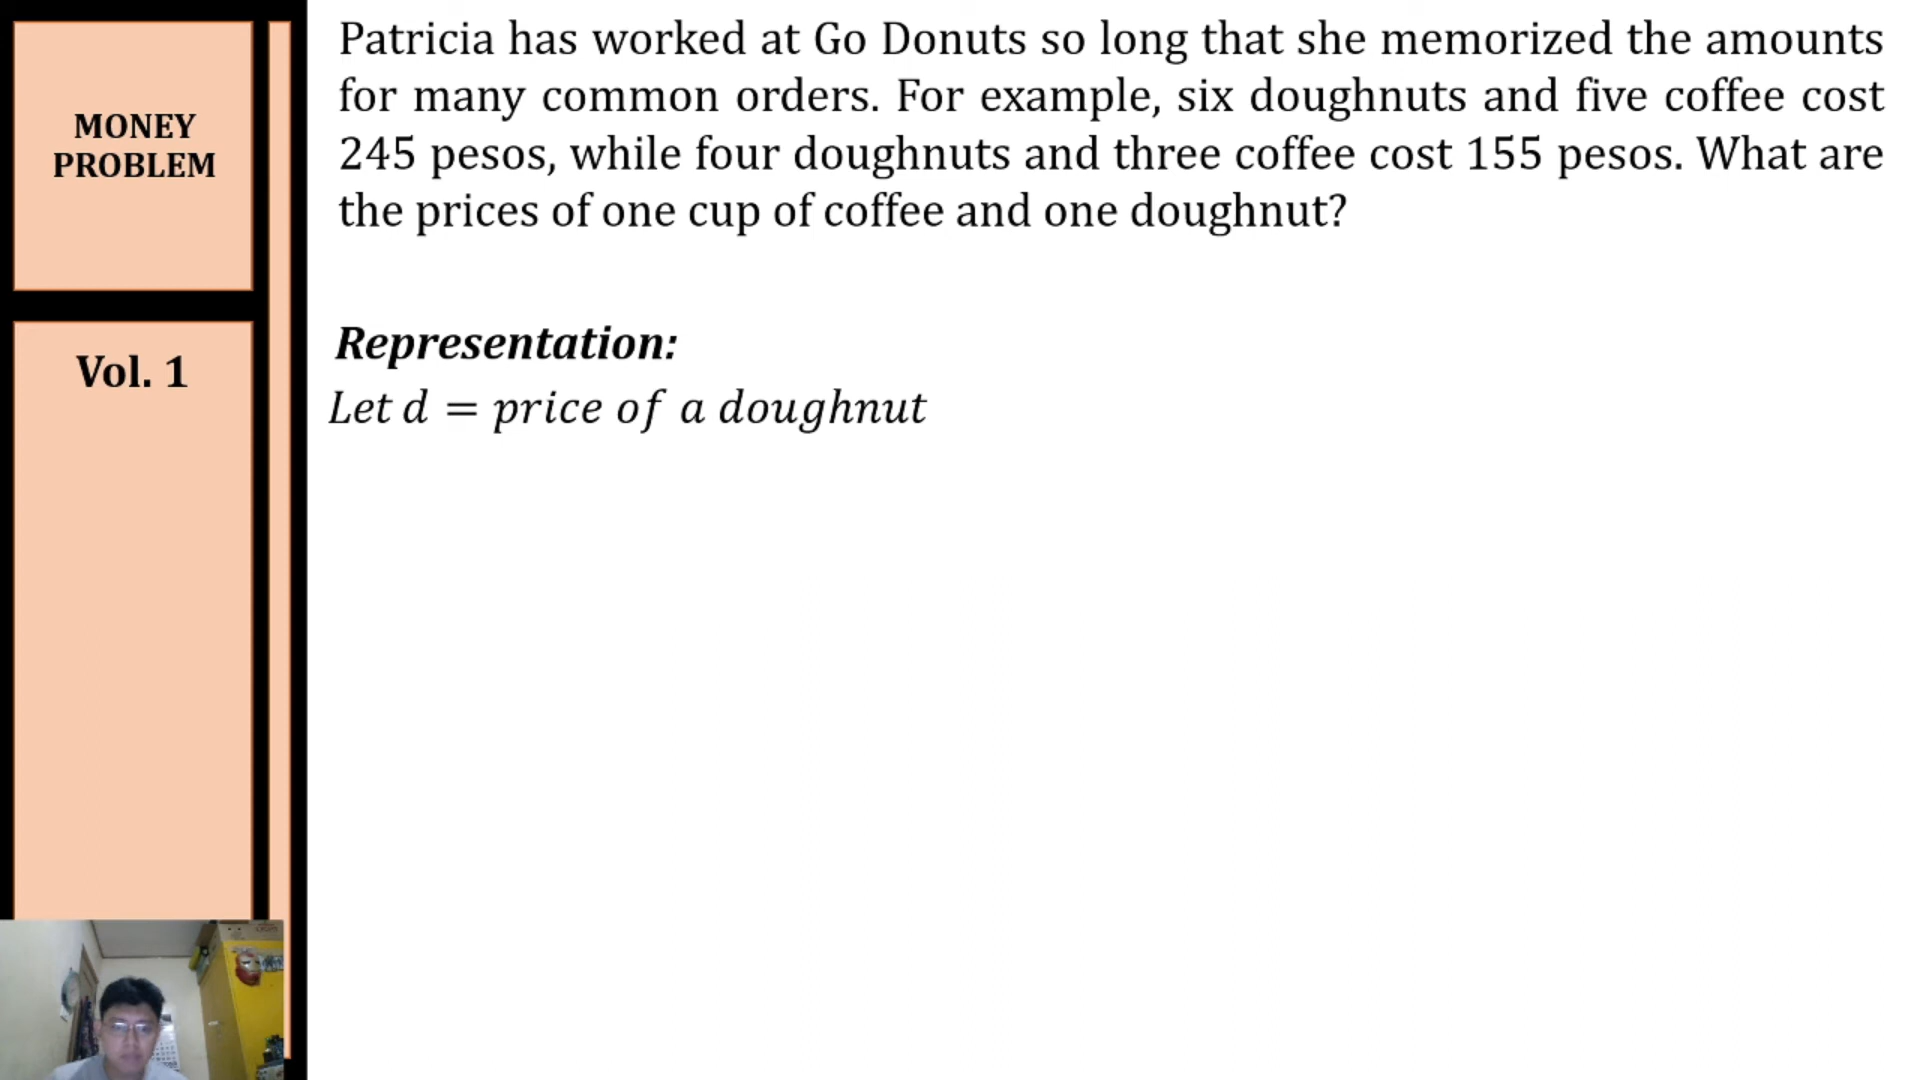 MONEY
PROBLEM
Vol. 1
Patricia has worked at Go Donuts so long that she memorized the amounts
for many common orders. For example, six doughnuts and five coffee cost
245 pesos, while four doughnuts and three coffee cost 155 pesos. What are
the prices of one cup of coffee and one doughnut?
Representation:
Let d = price of a doughnut